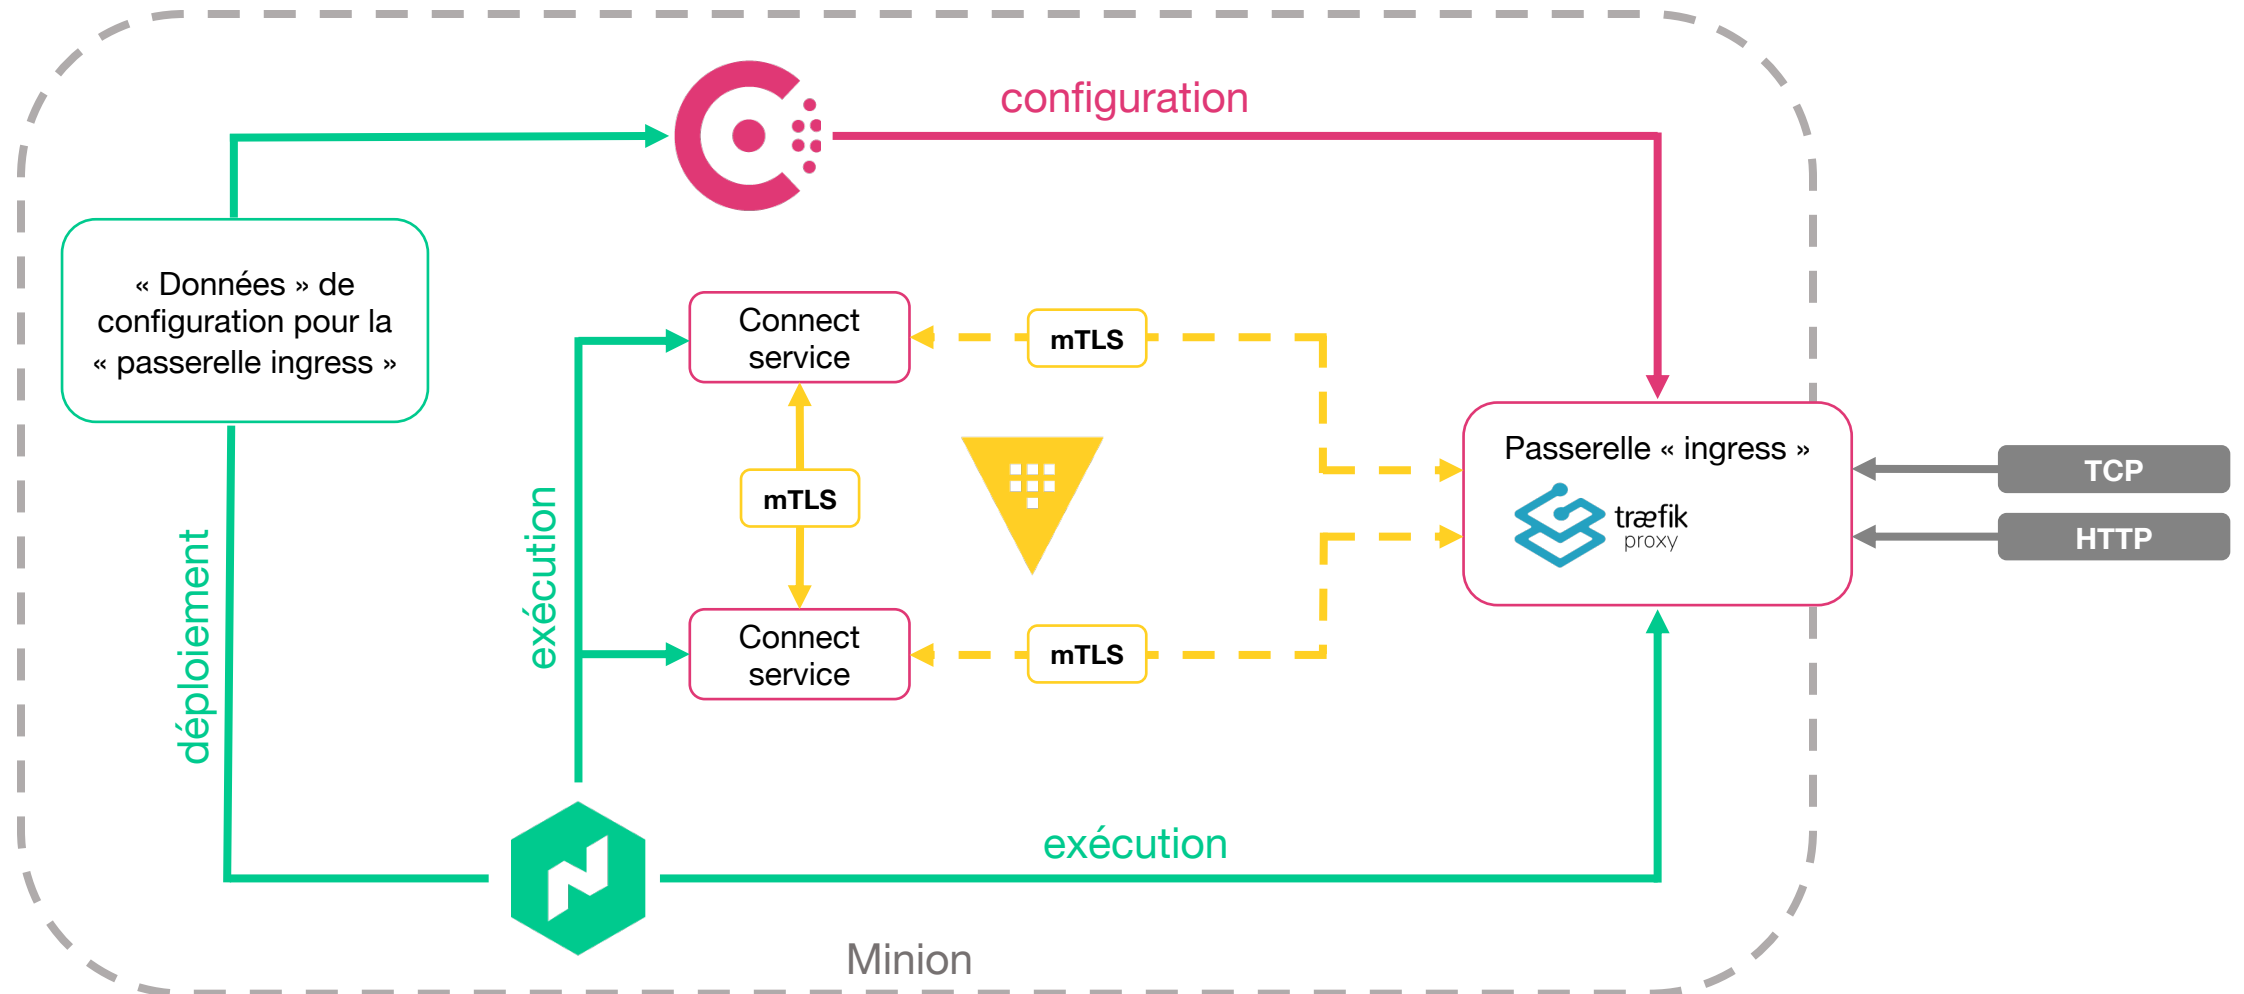 configuration
« Données » de
configuration pour la
« passerelle ingress »
Connect
service
mTLS
mTLS
Connect
service
mTLS
exécution
déploiement
Passerelle « ingress »
træfik
proxy
TCP
HTTP
exécution
Minion